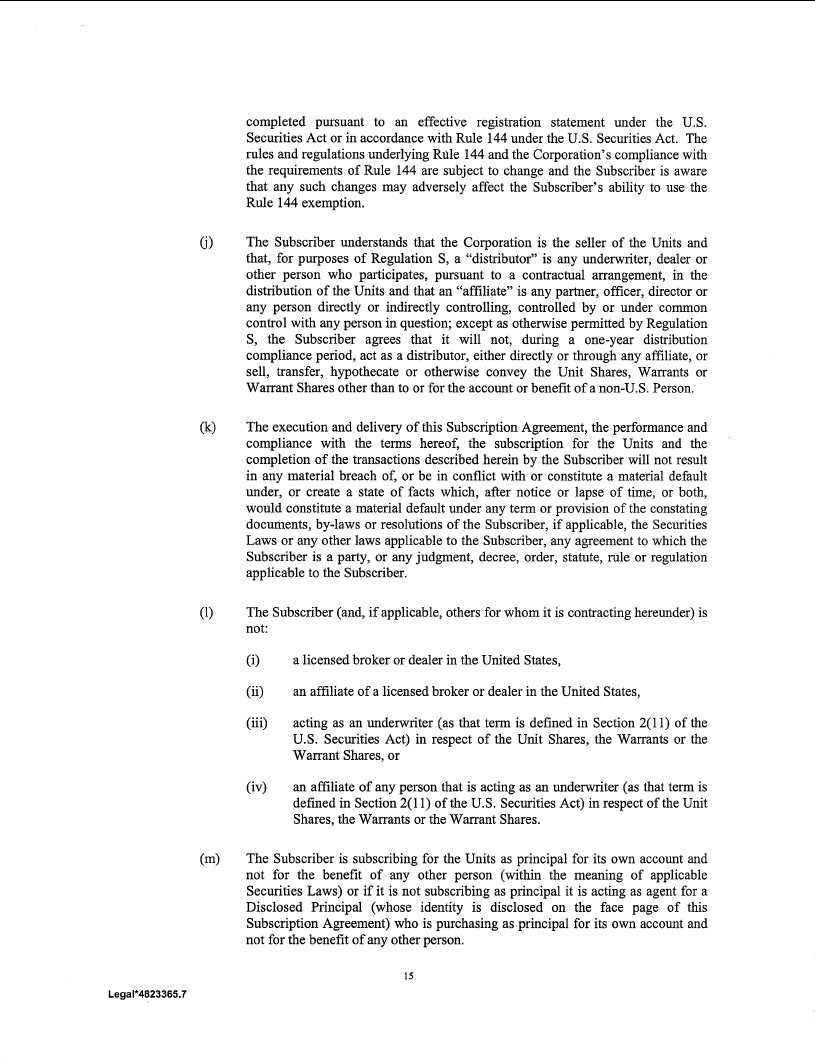 completed pursuant to an effective registration statement under the U.S.
Securities Act or in accordance with Rule 144 under the U.S. Securities Act. The
rules and regulations underlying Rule 144 and the Corporation's compliance with
the requirements of Rule 144 are subject to change and the Subscriber is aware
that any such changes may adversely affect the Subscriber's ability to use the
Rule 144 exemption.
(j) The Subscriber understands that the Corporation is the seller of the Units and
that, for purposes of Regulation S, a "distributor" is any underwriter, dealer or
other person who participates, pursuant to a contractual arrangement, in the
distribution of the Units and that an "affiliate" is any partner, officer, director or
any person directly or indirectly controlling, controlled by or under common
control with any person in question; except as otherwise permitted by Regulation
S, the Subscriber agrees that it will not, during a one-year distribution
compliance period, act as a distributor, either directly or through any affiliate, or
sell, transfer, hypothecate or otherwise convey the Unit Shares, Warrants or
Warrant Shares other than to or for the account or benefit of a non-U.S. Person.
(k) The execution and delivery of this Subscription Agreement, the performance and
compliance with the terms hereof, the subscription for the Units and the
completion of the transactions described herein by the Subscriber will not result
in any material breach of, or be in conflict with or constitute a material default
under, or create a state of facts which, after notice or lapse of time, or both,
would constitute a material default under any term or provision of the constating
documents, by-laws or resolutions of the Subscriber, if applicable, the Securities
Laws or any other laws applicable to the Subscriber, any agreement to which the
Subscriber is a party, or any judgment, decree, order, statute, rule or regulation
applicable to the Subscriber.
(l) The Subscriber (and, if applicable, others for whom it is contracting hereunder) is
not:
(i) a licensed broker or dealer in the United States,
(ii) an affiliate of a licensed broker or dealer in the United States,
(iii) acting as an underwriter (as that term is defined in Section 2(11) of the
U.S. Securities Act) in respect of the Unit Shares, the Warrants or the
Warrant Shares, or
(iv) an affiliate of any person that is acting as an underwriter (as that term is
defined in Section 2(11) of the U.S. Securities Act) in respect of the Unit
Shares, the Warrants or the Warrant Shares.
(m) The Subscriber is subscribing for the Units as principal for its own account and
not for the benefit of any other person (within the meaning of applicable
Securities Laws) or if it is not subscribing as principal it is acting as agent for a
Disclosed Principal (whose identity is disclosed on the face page of this
Subscription Agreement) who is purchasing as principal for its own account and
not for the benefit of any other person.
15
Legal*4823365.7